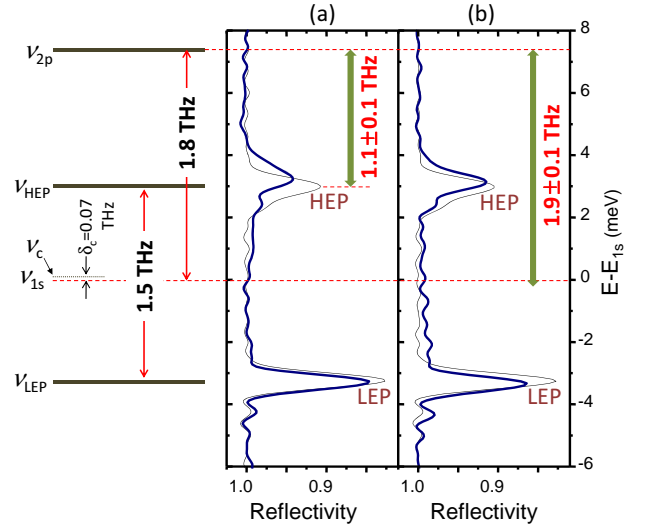 (a)
(b)
ν2p
νHEP
νc
ν1s
νLEP
δc=0.07
THz
1.8 THz
1.5 THz
1.1±0.1 THz
HEP
LEP
1.9±0.1 THz
HEP
LEP
8
6
4
2
0
-2
-4
-6
E-E1s (meV)
1.0 0.9 1.0 0.9
Reflectivity Reflectivity